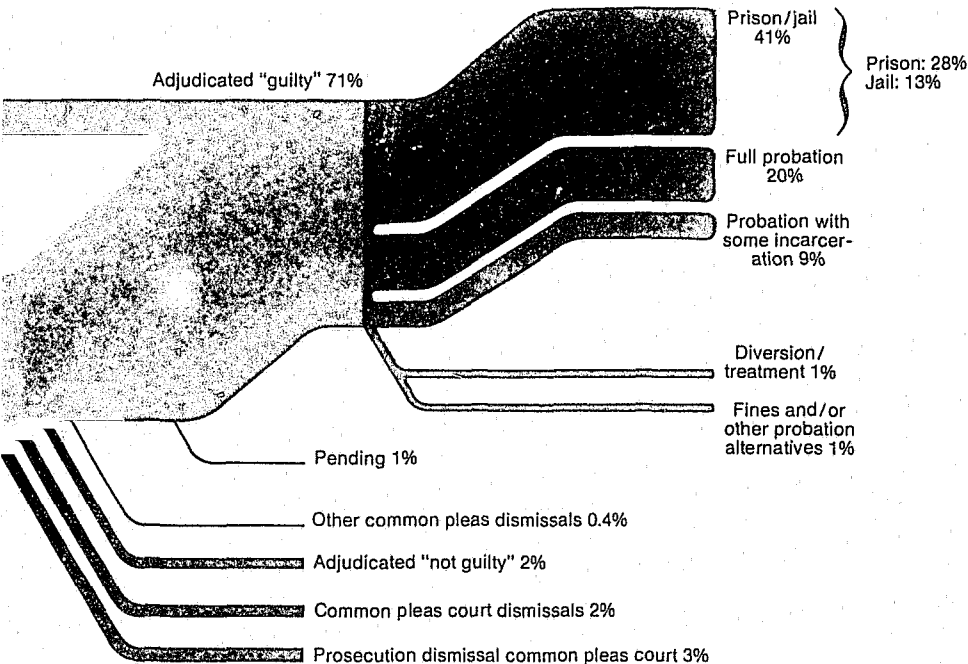 Adjudicated “guilty” 71%
Prison/jail
41%
Prison: 28%
Jail: 13%
Full probation
20%
Probation with
some incarcer-
ation 9%
Diversion/
treatment 1%
Fines and/or
other probation
alternatives 1%
Pending 1%
Other common pleas dismissals 0.4%
Adjudicated “not guilty” 2%
Common pleas court dismissals 2%
Prosecution dismissal common pleas court 3%